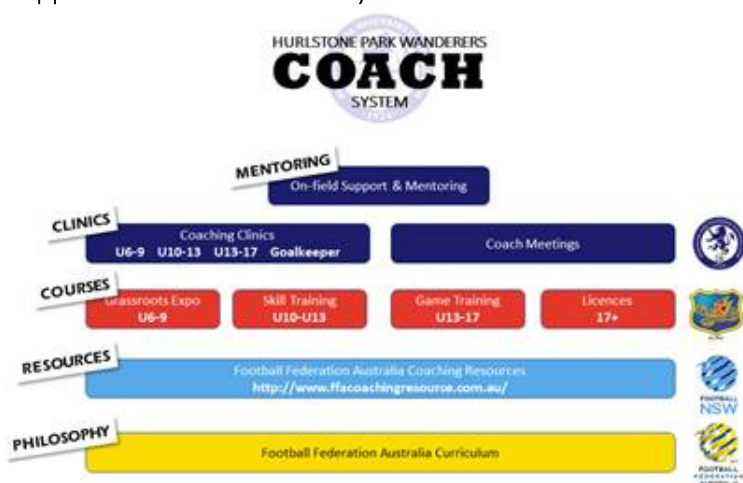 HURLSTONE PARK WANDERERS
COACH
SYSTEM
MENTORING
On-field Support & Mentoring
CLINICS
Coaching Clinics
U6-9 U10-13 U13-17 Goalkeeper
Coach Meetings
COURSES
Grassroots Expo
U6-9
Skill Training
U10-U13
Game Training
U13-17
Licences
17+
RESOURCES
Football Federation Australia Coaching Resources
http://www.ffacoachingresource.com.au/
FOOTBALL
NSW
PHILOSOPHY
Football Federation Australia Curriculum
FOOTBALL
FEDERATION